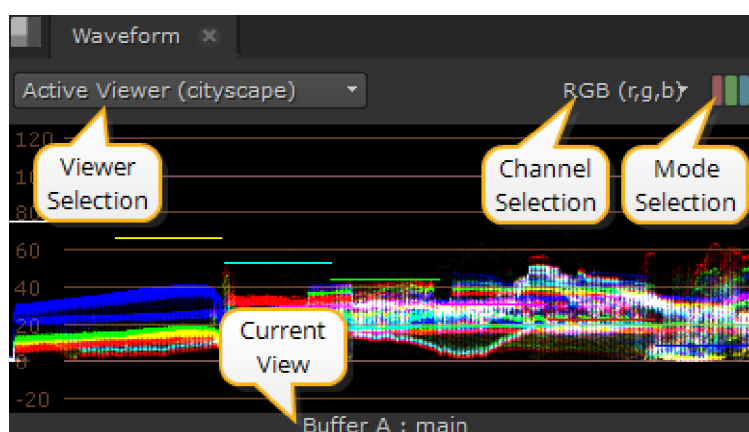 Waveform
Active Viewer (cityscape)
RGB (r,g,b)
120
Viewer
Selection
Channel
Selection
Mode
Selection
80
60
40
20
Current
View
0
-20
Buffer A : main